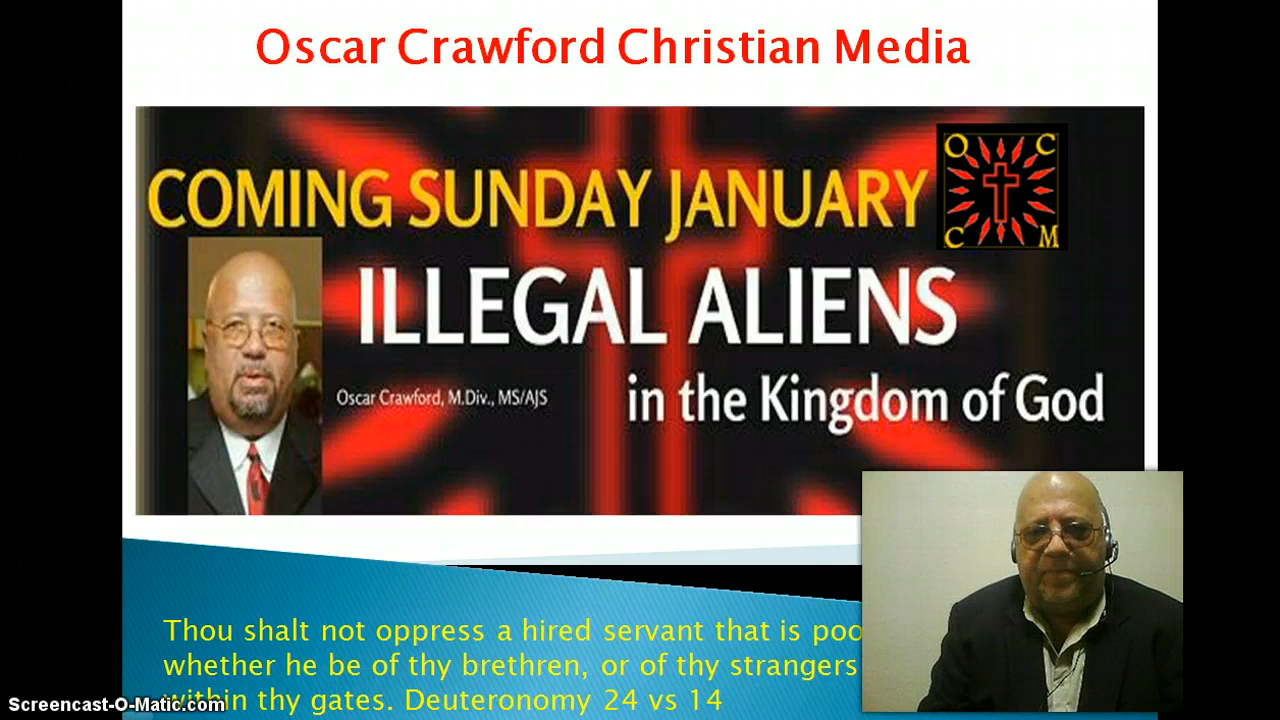 Oscar Crawford Christian Media
COMING SUNDAY JANUARY
O C
C M
ILLEGAL ALIENS
Oscar Crawford, M.Div., MS/AJS
in the Kingdom of God
Thou shalt not oppress a hired servant that is
whether he be of thy brethren, or of thy strangers
thy gates. Deuteronomy 24 vs 14
Screencast-O-Matic.com